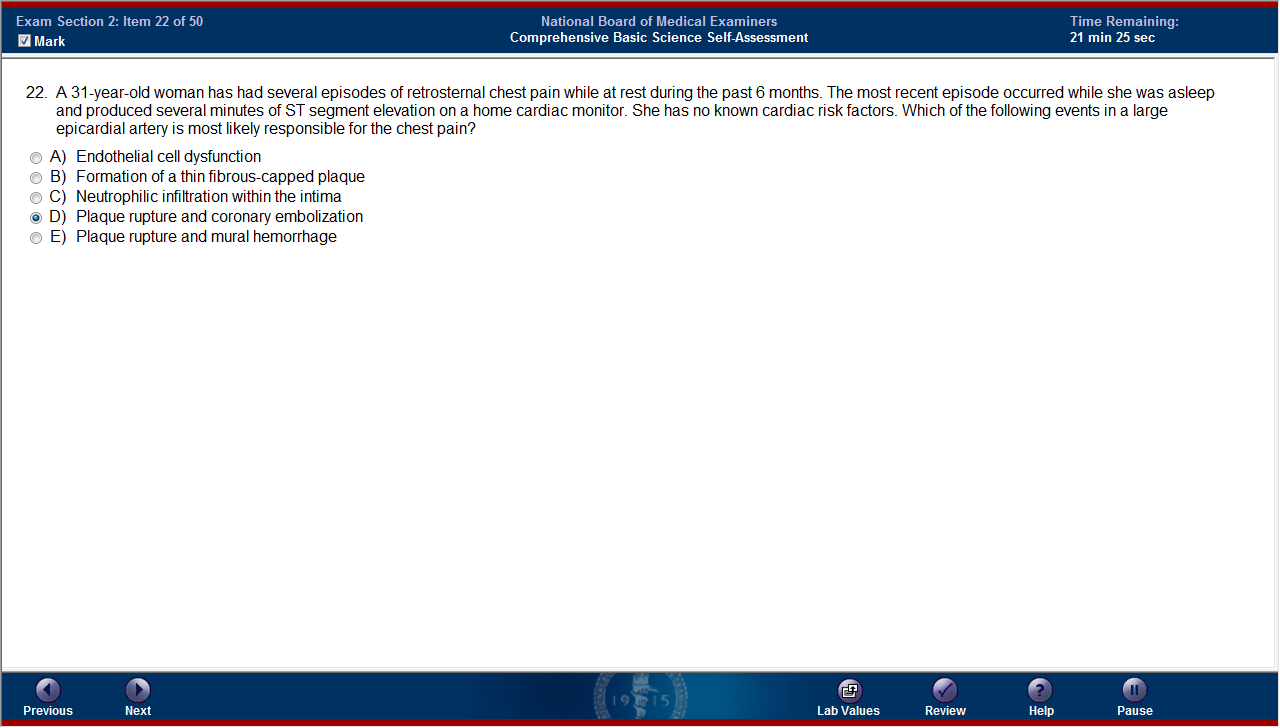 Exam Section 2: Item 22 of 50
National Board of Medical Examiners
Time Remaining:
Mark
Comprehensive Basic Science Self-Assessment
21 min 25 sec
22. A 31-year-old woman has had several episodes of retrosternal chest pain while at rest during the past 6 months. The most recent episode occurred while she was asleep
and produced several minutes of ST segment elevation on a home cardiac monitor. She has no known cardiac risk factors. Which of the following events in a large
epicardial artery is most likely responsible for the chest pain?
A) Endothelial cell dysfunction
B) Formation of a thin fibrous-capped plaque
C) Neutrophilic infiltration within the intima
D) Plaque rupture and coronary embolization
E) Plaque rupture and mural hemorrhage
19 15
Previous
Next
Lab Values
Review
Help
Pause